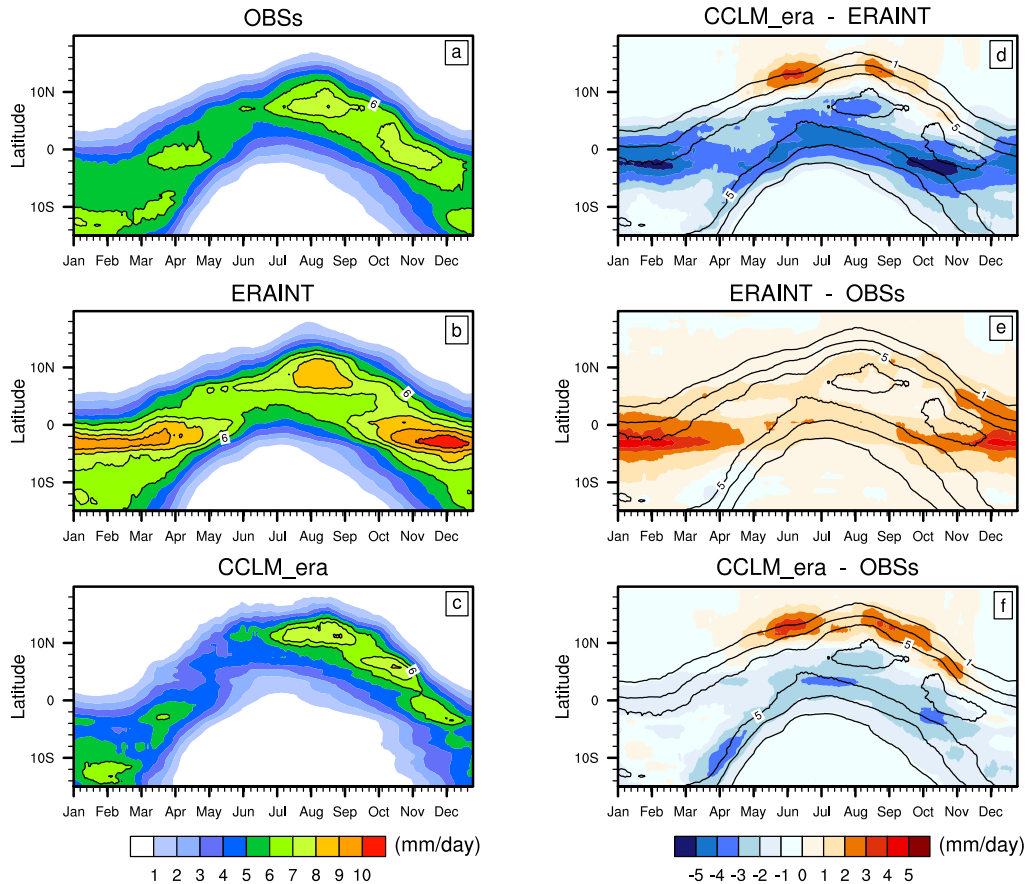 OBSs
a
6
10N
0
10S
Latitude
Jan Feb Mar Apr May Jun Jul Aug Sep Oct Nov Dec
CCLM_era - ERAINT
d
1
5
5
10N
0
10S
Latitude
Jan Feb Mar Apr May Jun Jul Aug Sep Oct Nov Dec
ERAINT
b
6
6
10N
0
10S
Latitude
Jan Feb Mar Apr May Jun Jul Aug Sep Oct Nov Dec
ERAINT - OBSs
e
5
1
5
10N
0
10S
Latitude
Jan Feb Mar Apr May Jun Jul Aug Sep Oct Nov Dec
CCLM_era
c
6
10N
0
10S
Latitude
Jan Feb Mar Apr May Jun Jul Aug Sep Oct Nov Dec
CCLM_era - OBSs
f
5
1
5
10N
0
10S
Latitude
Jan Feb Mar Apr May Jun Jul Aug Sep Oct Nov Dec
(mm/day)
1 2 3 4 5 6 7 8 9 10
(mm/day)
-5 -4 -3 -2 -1 0 1 2 3 4 5